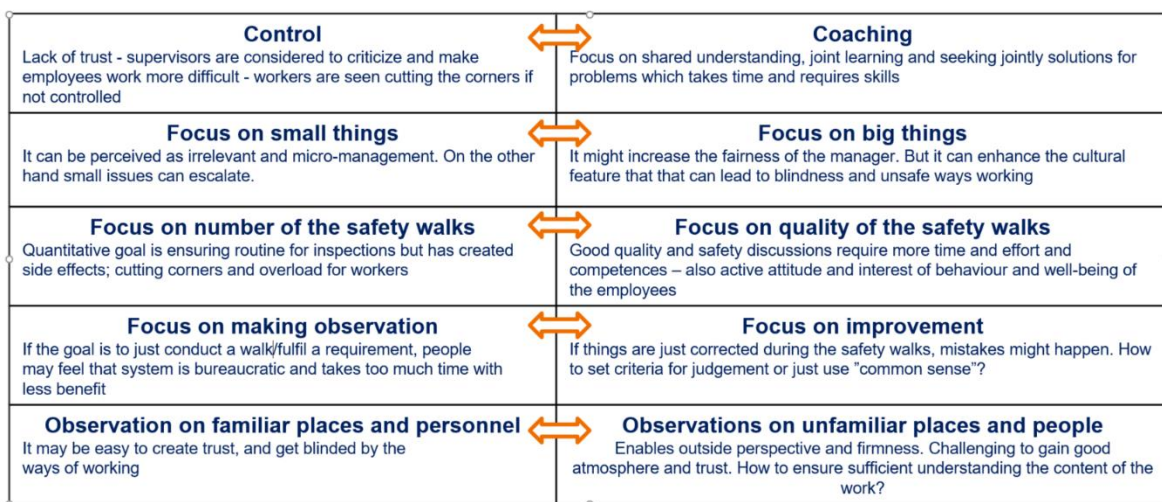 Control
Lack of trust - supervisors are considered to criticize and make
employees work more difficult - workers are seen cutting the corners if
not controlled
Coaching
Focus on shared understanding, joint learning and seeking jointly solutions for
problems which takes time and requires skills
Focus on small things
It can be perceived as irrelevant and micro-management. On the other
hand small issues can escalate.
Focus on big things
It might increase the fairness of the manager. But it can enhance the cultural
feature that that can lead to blindness and unsafe ways working
Focus on number of the safety walks
Quantitative goal is ensuring routine for inspections but has created
side effects; cutting corners and overload for workers
Focus on quality of the safety walks
Good quality and safety discussions require more time and effort and
competences – also active attitude and interest of behaviour and well-being of
the employees
Focus on making observation
If the goal is to just conduct a walk/fulfil a requirement, people
may feel that system is bureaucratic and takes too much time with
less benefit
Focus on improvement
If things are just corrected during the safety walks, mistakes might happen. How
to set criteria for judgement or just use ”common sense”?
Observation on familiar places and personnel
It may be easy to create trust, and get blinded by the
ways of working
Observations on unfamiliar places and people
Enables outside perspective and firmness. Challenging to gain good
atmosphere and trust. How to ensure sufficient understanding the content of the
work?